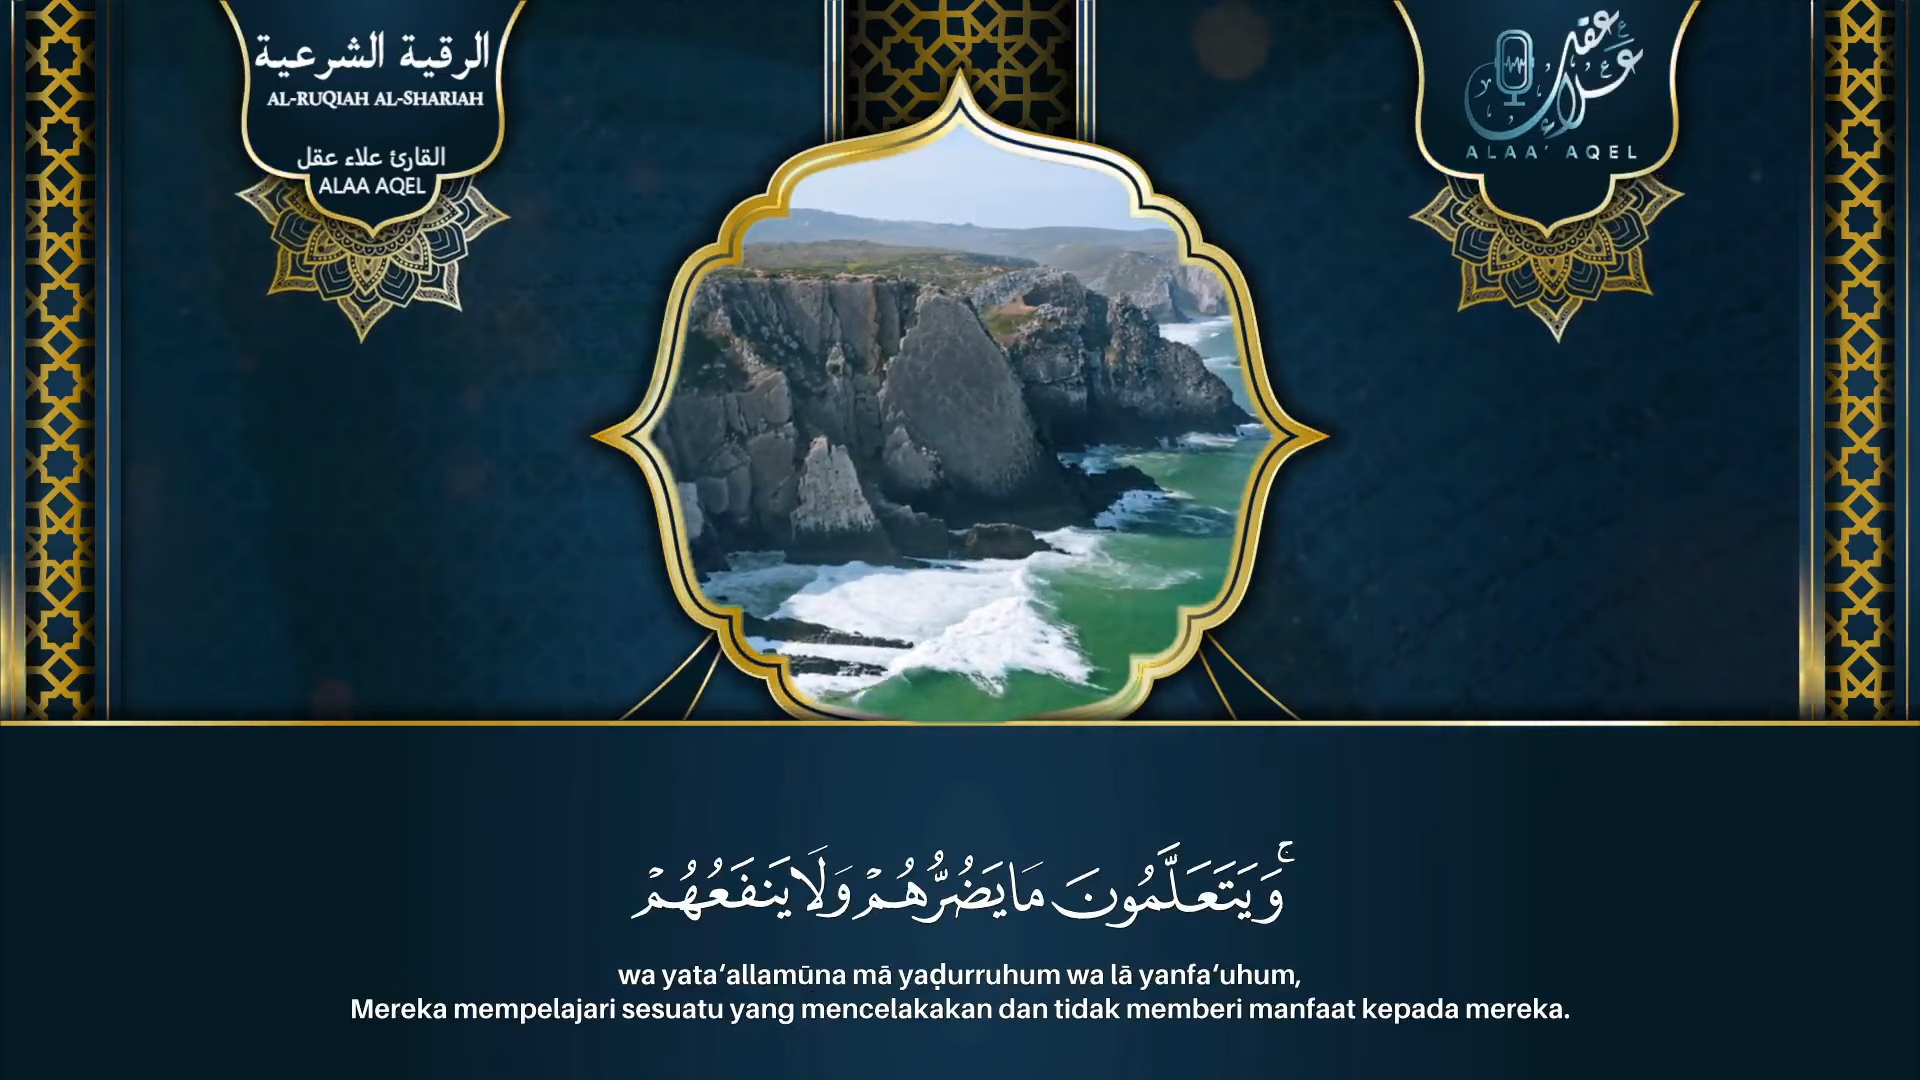 الرقية الشرعية
AL-RUQIAH AL-SHARIAH
القارئ علاء عقل
ALAA AQEL
علاء عقل
ALAA' AQEL
ۚ وَيَتَعَلَّمُونَ مَا يَضُرُّهُمْ وَلَا يَنفَعُهُمْ
wa yata‘allamūna mā yaḍurruhum wa lā yanfa‘uhum,
Mereka mempelajari sesuatu yang mencelakakan dan tidak memberi manfaat kepada mereka.